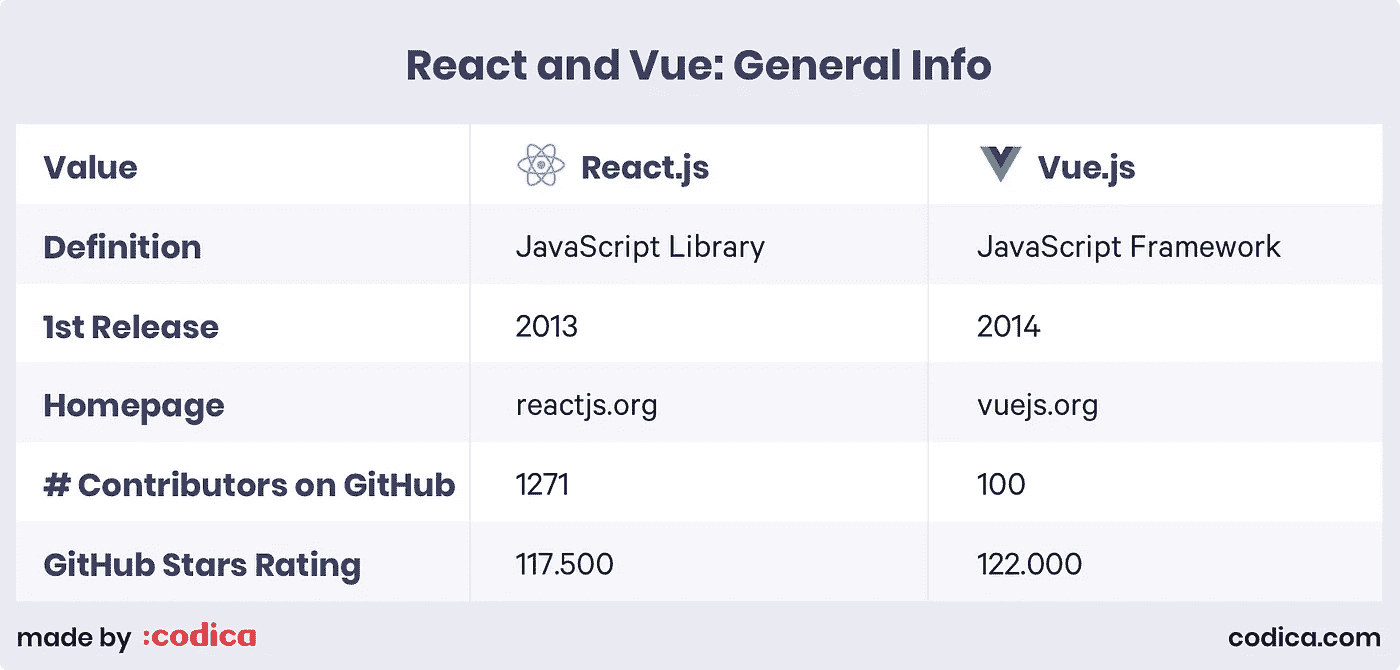 React and Vue: General Info
Value React.js Vue.js
Definition JavaScript Library JavaScript Framework
1st Release 2013 2014
Homepage reactjs.org vuejs.org
# Contributors on GitHub 1271 100
GitHub Stars Rating 117.500 122.000
made by :codica codica.com